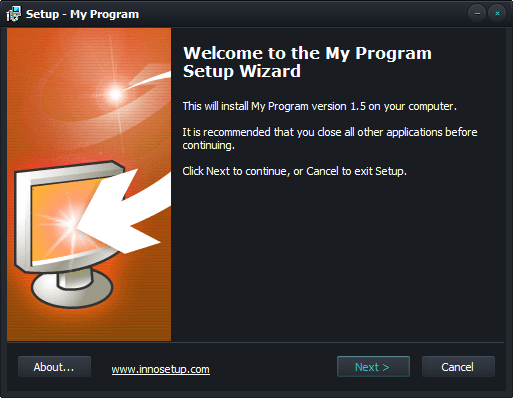 Setup - My Program
Welcome to the My Program
Setup Wizard
This will install My Program version 1.5 on your computer.
It is recommended that you close all other applications before
continuing.
Click Next to continue, or Cancel to exit Setup.
About...
www.innosetup.com
Next >
Cancel